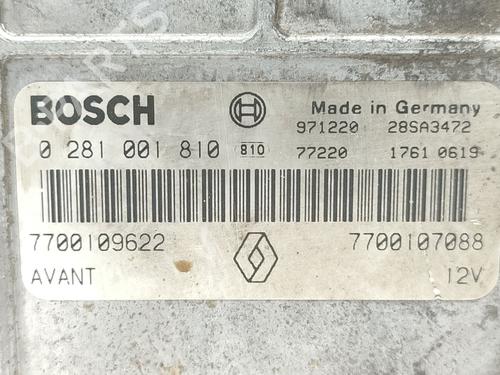 BOSCH
Made in Germany
971220 28SA3472
0 281 001 810 810 77220 1761 0619
7700109622 7700107088
AVANT 12V